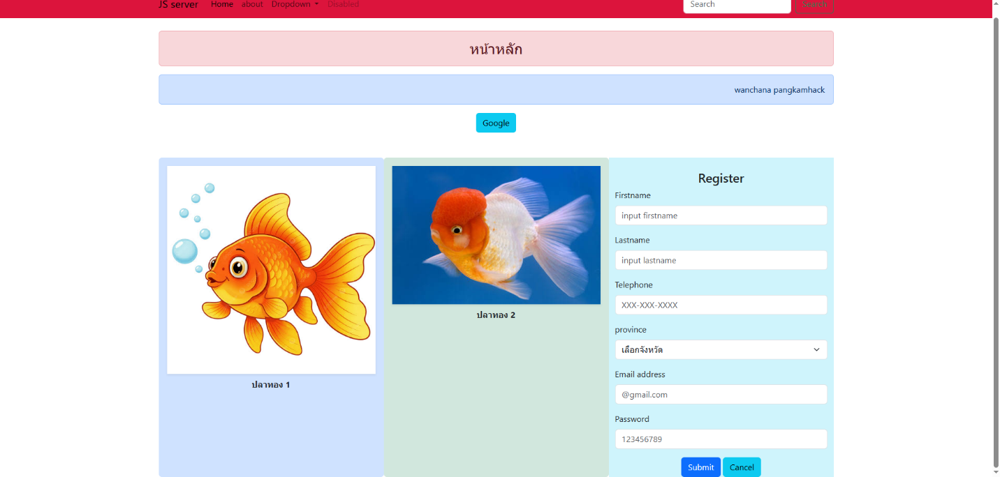 JS server Home about Dropdown Disabled Search Search
หน้าหลัก
wanchana pangkamhack
Google
ปลาทอง 1
ปลาทอง 2
Register
Firstname
input firstname
Lastname
input lastname
Telephone
XXX-XXX-XXXX
province
เลือกจังหวัด
Email address
@gmail.com
Password
123456789
Submit Cancel